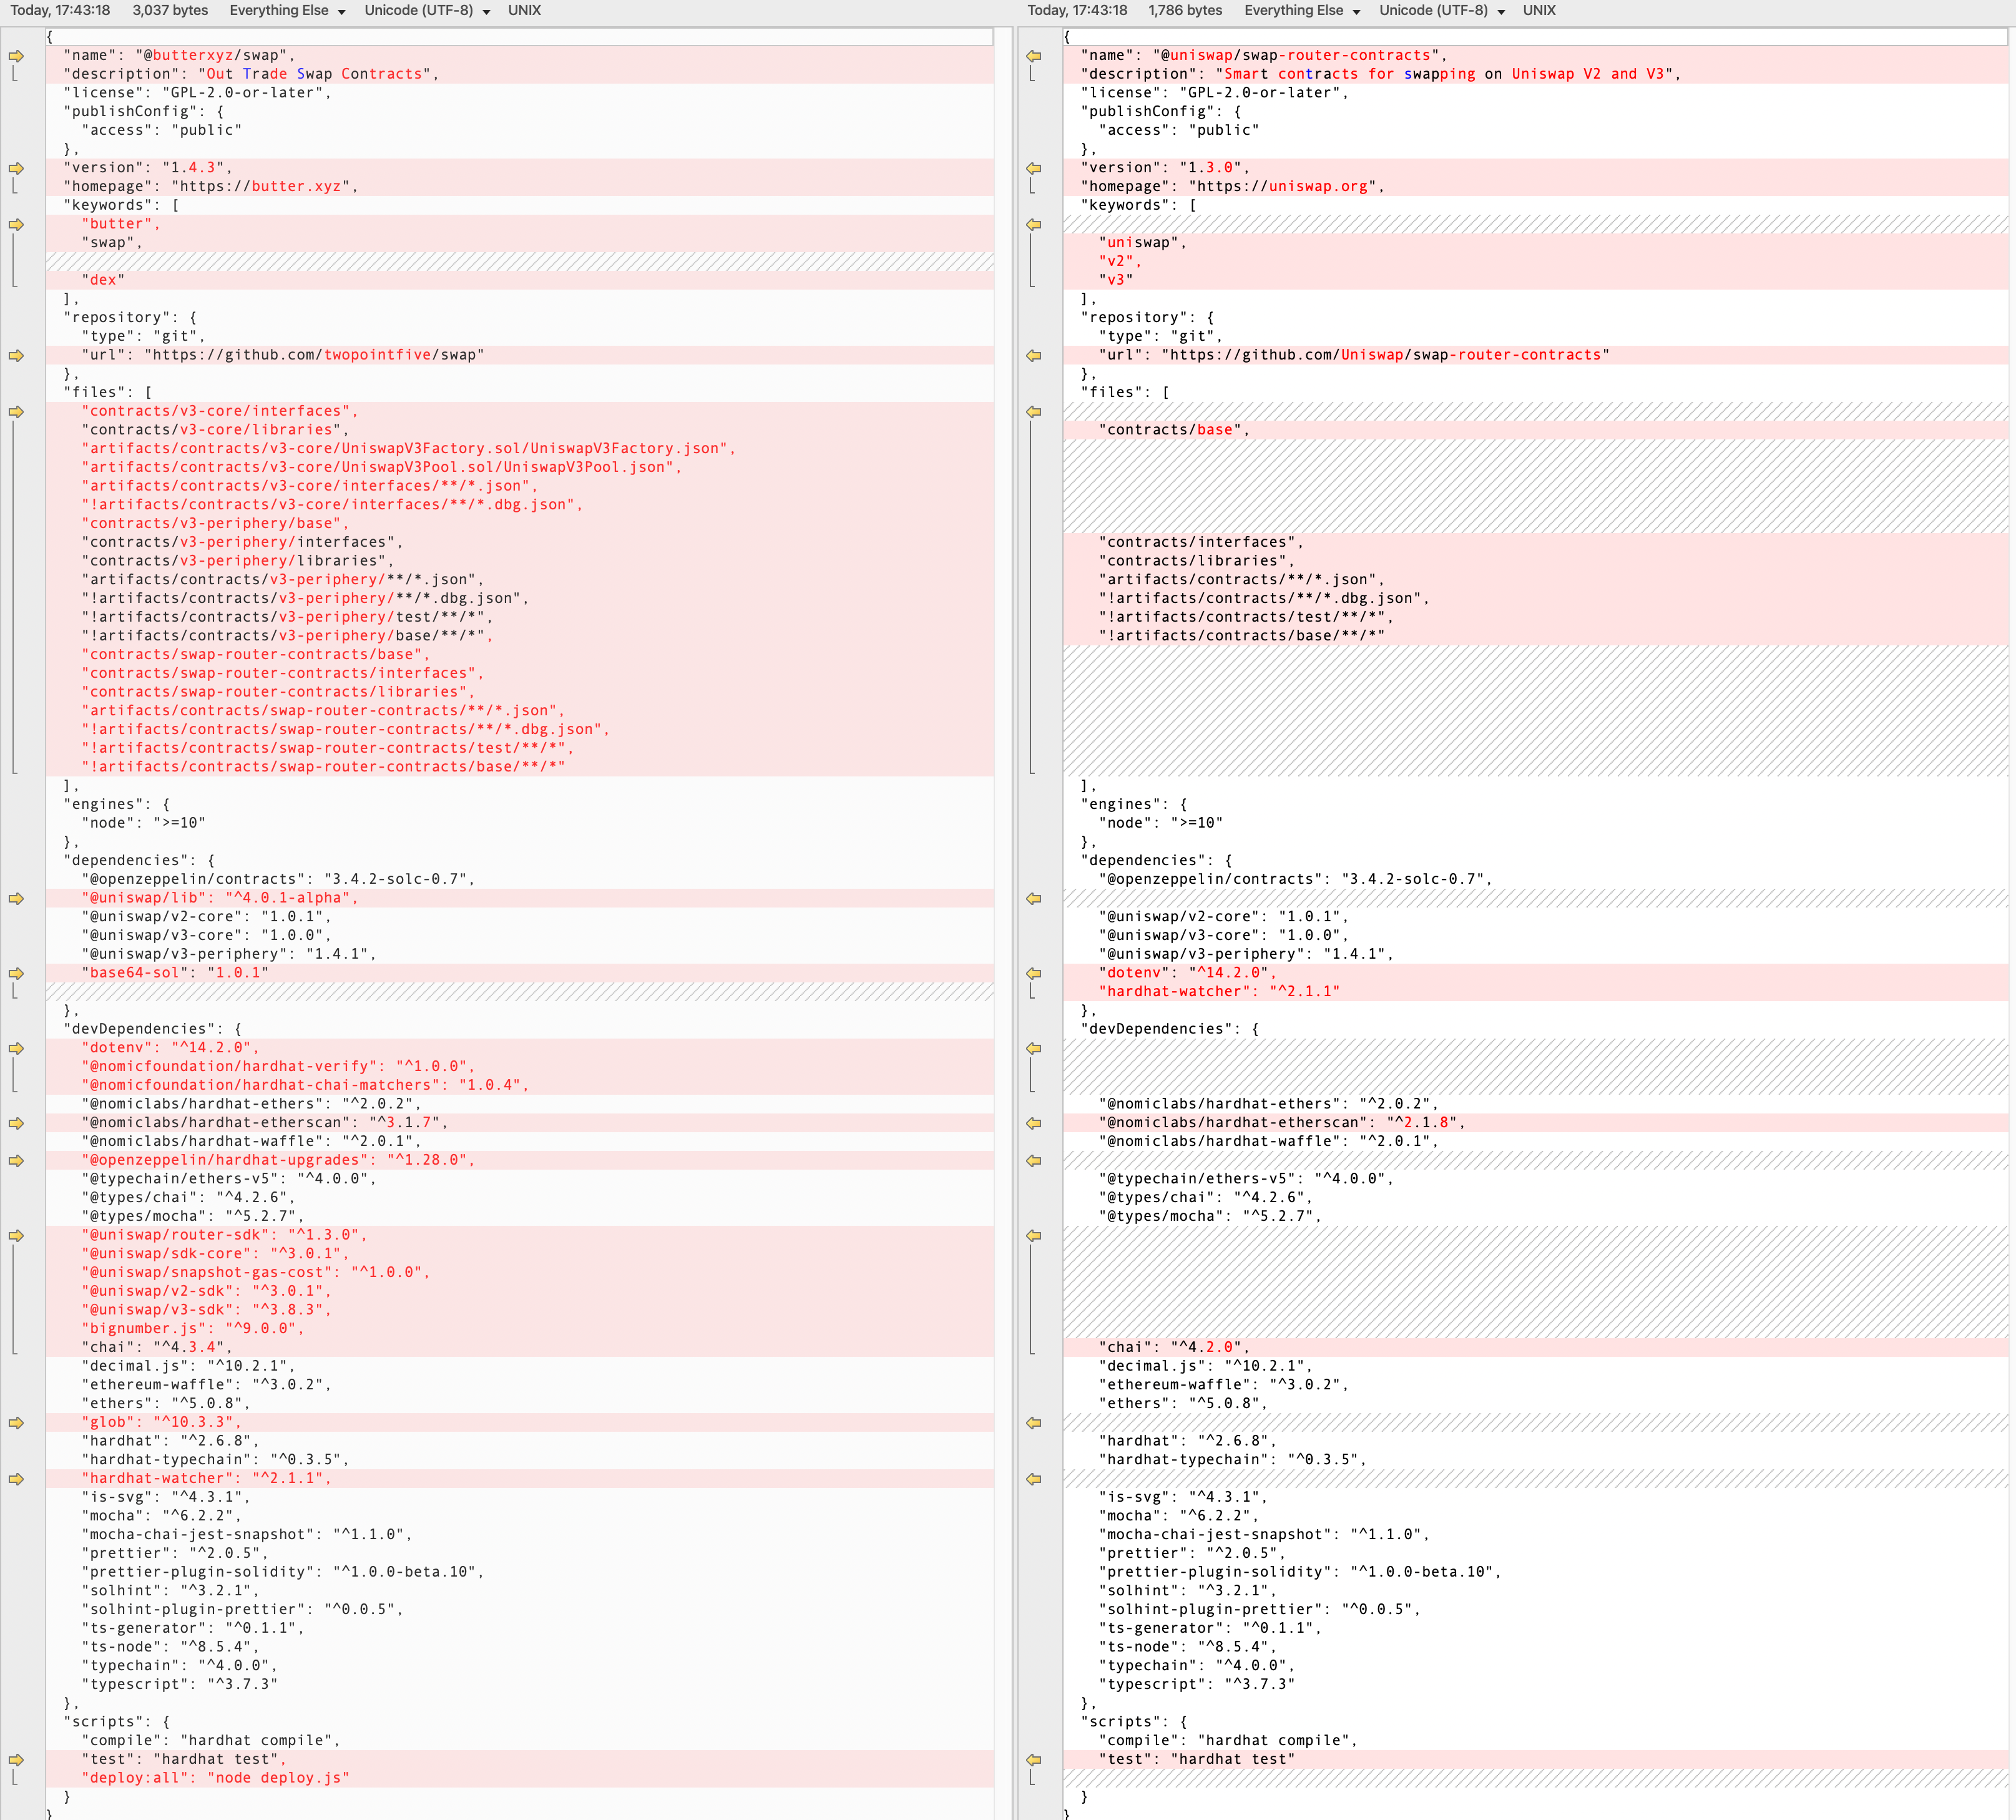 Today, 17:43:18 3,037 bytes Everything Else Unicode (UTF-8) UNIX
{
"name": "@butterxyz/swap",
"description": "Out Trade Swap Contracts",
"license": "GPL-2.0-or-later",
"publishConfig": {
"access": "public"
},
"version": "1.4.3",
"homepage": "https://butter.xyz",
"keywords": [
"butter",
"swap",
"dex"
],
"repository": {
"type": "git",
"url": "https://github.com/twopointfive/swap"
},
"files": [
"contracts/v3-core/interfaces",
"contracts/v3-core/libraries",
"artifacts/contracts/v3-core/UniswapV3Factory.sol/UniswapV3Factory.json",
"artifacts/contracts/v3-core/UniswapV3Pool.sol/UniswapV3Pool.json",
"artifacts/contracts/v3-core/interfaces/**/*.json",
"!artifacts/contracts/v3-core/interfaces/**/*.dbg.json",
"contracts/v3-periphery/base",
"contracts/v3-periphery/interfaces",
"contracts/v3-periphery/libraries",
"artifacts/contracts/v3-periphery/**/*.json",
"!artifacts/contracts/v3-periphery/**/*.dbg.json",
"!artifacts/contracts/v3-periphery/test/**/*",
"!artifacts/contracts/v3-periphery/base/**/*",
"contracts/swap-router-contracts/base",
"contracts/swap-router-contracts/interfaces",
"contracts/swap-router-contracts/libraries",
"artifacts/contracts/swap-router-contracts/**/*.json",
"!artifacts/contracts/swap-router-contracts/**/*.dbg.json",
"!artifacts/contracts/swap-router-contracts/test/**/*",
"!artifacts/contracts/swap-router-contracts/base/**/*"
],
"engines": {
"node": ">=10"
},
"dependencies": {
"@openzeppelin/contracts": "3.4.2-solc-0.7",
"@uniswap/lib": "^4.0.1-alpha",
"@uniswap/v2-core": "1.0.1",
"@uniswap/v3-core": "1.0.0",
"@uniswap/v3-periphery": "1.4.1",
"base64-sol": "1.0.1"
},
"devDependencies": {
"dotenv": "^14.2.0",
"@nomicfoundation/hardhat-verify": "^1.0.0",
"@nomicfoundation/hardhat-chai-matchers": "1.0.4",
"@nomiclabs/hardhat-ethers": "^2.0.2",
"@nomiclabs/hardhat-etherscan": "^3.1.7",
"@nomiclabs/hardhat-waffle": "^2.0.1",
"@openzeppelin/hardhat-upgrades": "^1.28.0",
"@typechain/ethers-v5": "^4.0.0",
"@types/chai": "^4.2.6",
"@types/mocha": "^5.2.7",
"@uniswap/router-sdk": "^1.3.0",
"@uniswap/sdk-core": "^3.0.1",
"@uniswap/snapshot-gas-cost": "^1.0.0",
"@uniswap/v2-sdk": "^3.0.1",
"@uniswap/v3-sdk": "^3.8.3",
"bignumber.js": "^9.0.0",
"chai": "^4.3.4",
"decimal.js": "^10.2.1",
"ethereum-waffle": "^3.0.2",
"ethers": "^5.0.8",
"glob": "^10.3.3",
"hardhat": "^2.6.8",
"hardhat-typechain": "^0.3.5",
"hardhat-watcher": "^2.1.1",
"is-svg": "^4.3.1",
"mocha": "^6.2.2",
"mocha-chai-jest-snapshot": "^1.1.0",
"prettier": "^2.0.5",
"prettier-plugin-solidity": "^1.0.0-beta.10",
"solhint": "^3.2.1",
"solhint-plugin-prettier": "^0.0.5",
"ts-generator": "^0.1.1",
"ts-node": "^8.5.4",
"typechain": "^4.0.0",
"typescript": "^3.7.3"
},
"scripts": {
"compile": "hardhat compile",
"test": "hardhat test",
"deploy:all": "node deploy.js"
}
}
Today, 17:43:18 1,786 bytes Everything Else Unicode (UTF-8) UNIX
{
"name": "@uniswap/swap-router-contracts",
"description": "Smart contracts for swapping on Uniswap V2 and V3",
"license": "GPL-2.0-or-later",
"publishConfig": {
"access": "public"
},
"version": "1.3.0",
"homepage": "https://uniswap.org",
"keywords": [
"uniswap",
"v2",
"v3"
],
"repository": {
"type": "git",
"url": "https://github.com/Uniswap/swap-router-contracts"
},
"files": [
"contracts/base",
"contracts/interfaces",
"contracts/libraries",
"artifacts/contracts/**/*.json",
"!artifacts/contracts/**/*.dbg.json",
"!artifacts/contracts/test/**/*",
"!artifacts/contracts/base/**/*"
],
"engines": {
"node": ">=10"
},
"dependencies": {
"@openzeppelin/contracts": "3.4.2-solc-0.7",
"@uniswap/v2-core": "1.0.1",
"@uniswap/v3-core": "1.0.0",
"@uniswap/v3-periphery": "1.4.1",
"dotenv": "^14.2.0",
"hardhat-watcher": "^2.1.1"
},
"devDependencies": {
"@nomiclabs/hardhat-ethers": "^2.0.2",
"@nomiclabs/hardhat-etherscan": "^2.1.8",
"@nomiclabs/hardhat-waffle": "^2.0.1",
"@typechain/ethers-v5": "^4.0.0",
"@types/chai": "^4.2.6",
"@types/mocha": "^5.2.7",
"chai": "^4.2.0",
"decimal.js": "^10.2.1",
"ethereum-waffle": "^3.0.2",
"ethers": "^5.0.8",
"hardhat": "^2.6.8",
"hardhat-typechain": "^0.3.5",
"is-svg": "^4.3.1",
"mocha": "^6.2.2",
"mocha-chai-jest-snapshot": "^1.1.0",
"prettier": "^2.0.5",
"prettier-plugin-solidity": "^1.0.0-beta.10",
"solhint": "^3.2.1",
"solhint-plugin-prettier": "^0.0.5",
"ts-generator": "^0.1.1",
"ts-node": "^8.5.4",
"typechain": "^4.0.0",
"typescript": "^3.7.3"
},
"scripts": {
"compile": "hardhat compile",
"test": "hardhat test"
}
}